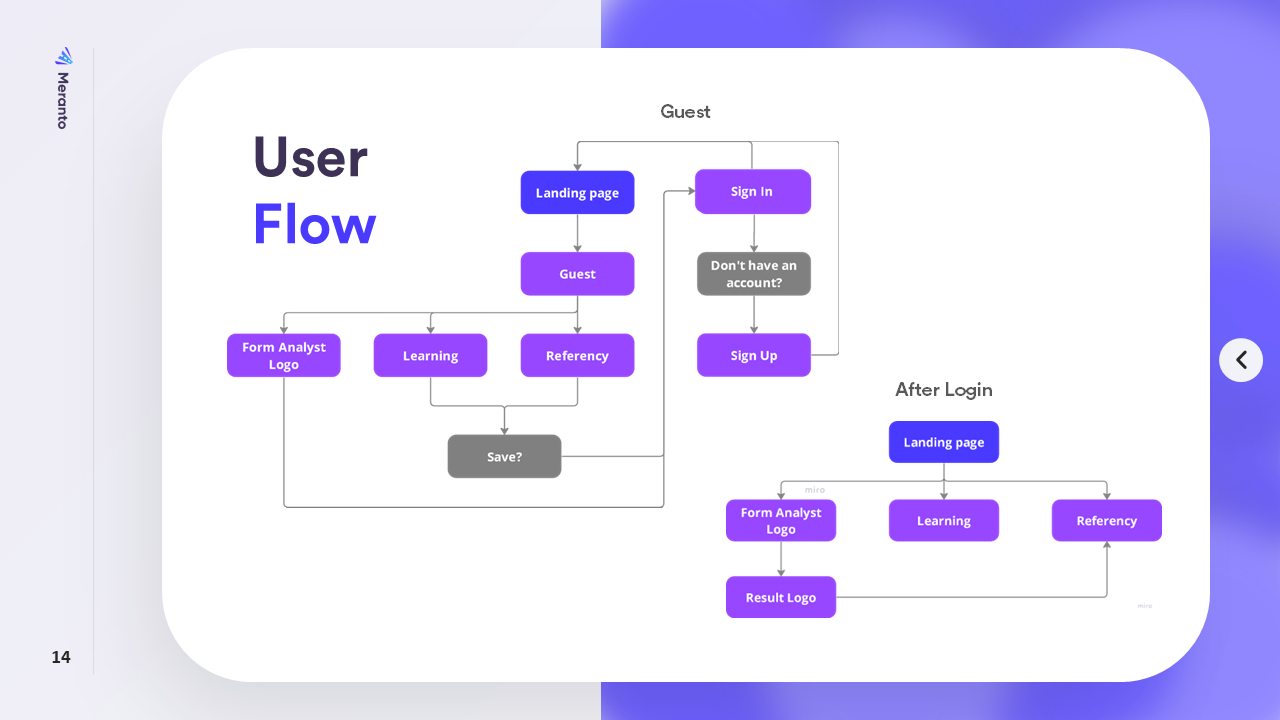 Meranto
User
Flow
Guest
Landing page
Sign In
Guest
Don't have an
account?
Form Analyst
Logo
Learning
Referency
Sign Up
Save?
After Login
Landing page
miro
Form Analyst
Logo
Learning
Referency
Result Logo
miro
14